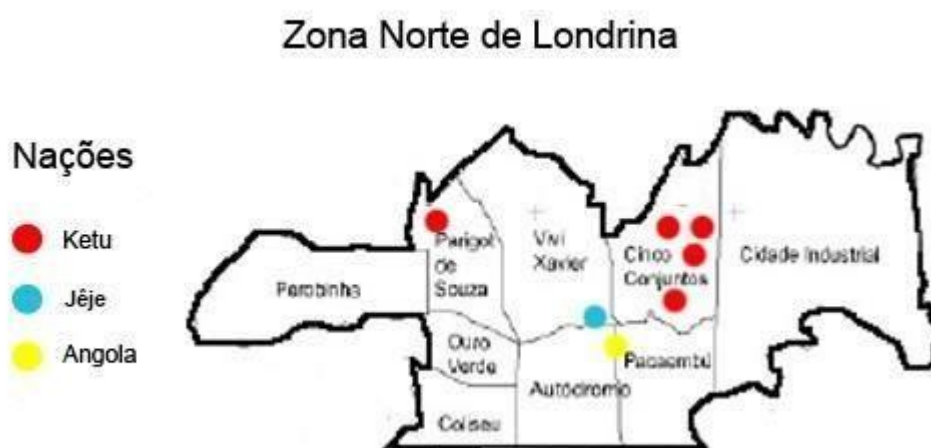 Zona Norte de Londrina
Nações
Ketu
Jêje
Angola
Parigot
de
Souza
Vivi
Xavier
Cinco
Conjuntos
Cidade Industrial
Perobinha
Ouro
Verde
Autódromo
Pacaembú
Coliseu